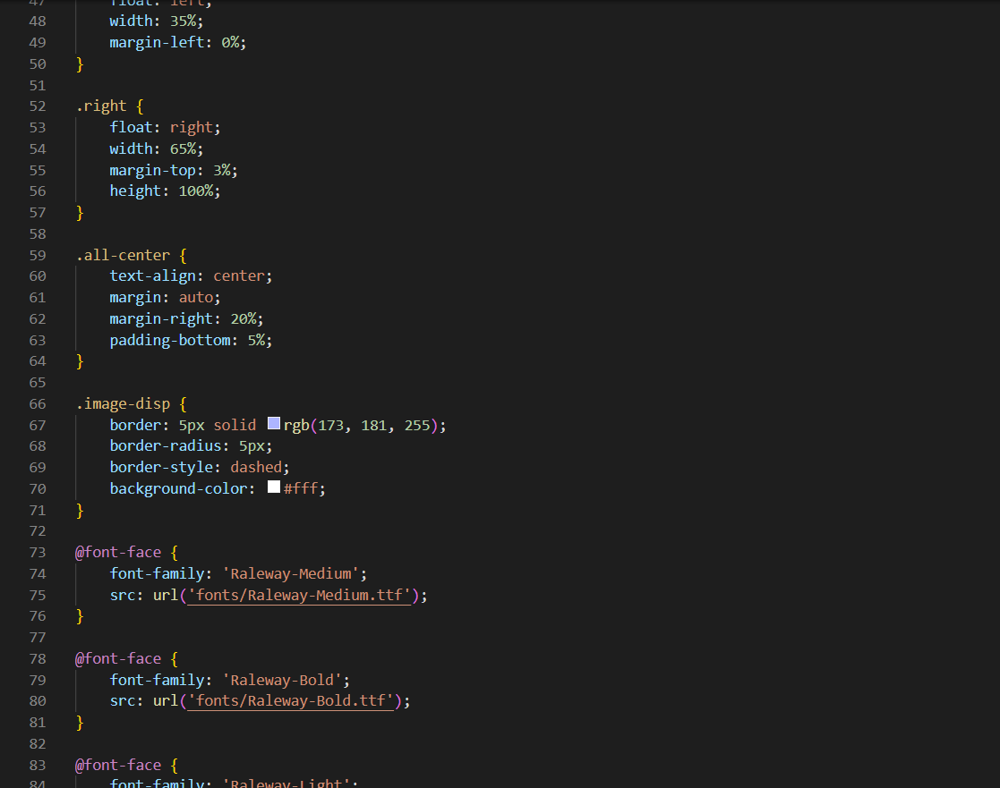 47 float: left;
48 width: 35%;
49 margin-left: 0%;
50 }
51
52 .right {
53 float: right;
54 width: 65%;
55 margin-top: 3%;
56 height: 100%;
57 }
58
59 .all-center {
60 text-align: center;
61 margin: auto;
62 margin-right: 20%;
63 padding-bottom: 5%;
64 }
65
66 .image-disp {
67 border: 5px solid rgb(173, 181, 255);
68 border-radius: 5px;
69 border-style: dashed;
70 background-color: #fff;
71 }
72
73 @font-face {
74 font-family: 'Raleway-Medium';
75 src: url('fonts/Raleway-Medium.ttf');
76 }
77
78 @font-face {
79 font-family: 'Raleway-Bold';
80 src: url('fonts/Raleway-Bold.ttf');
81 }
82
83 @font-face {
84 font-family: 'Raleway-Light';